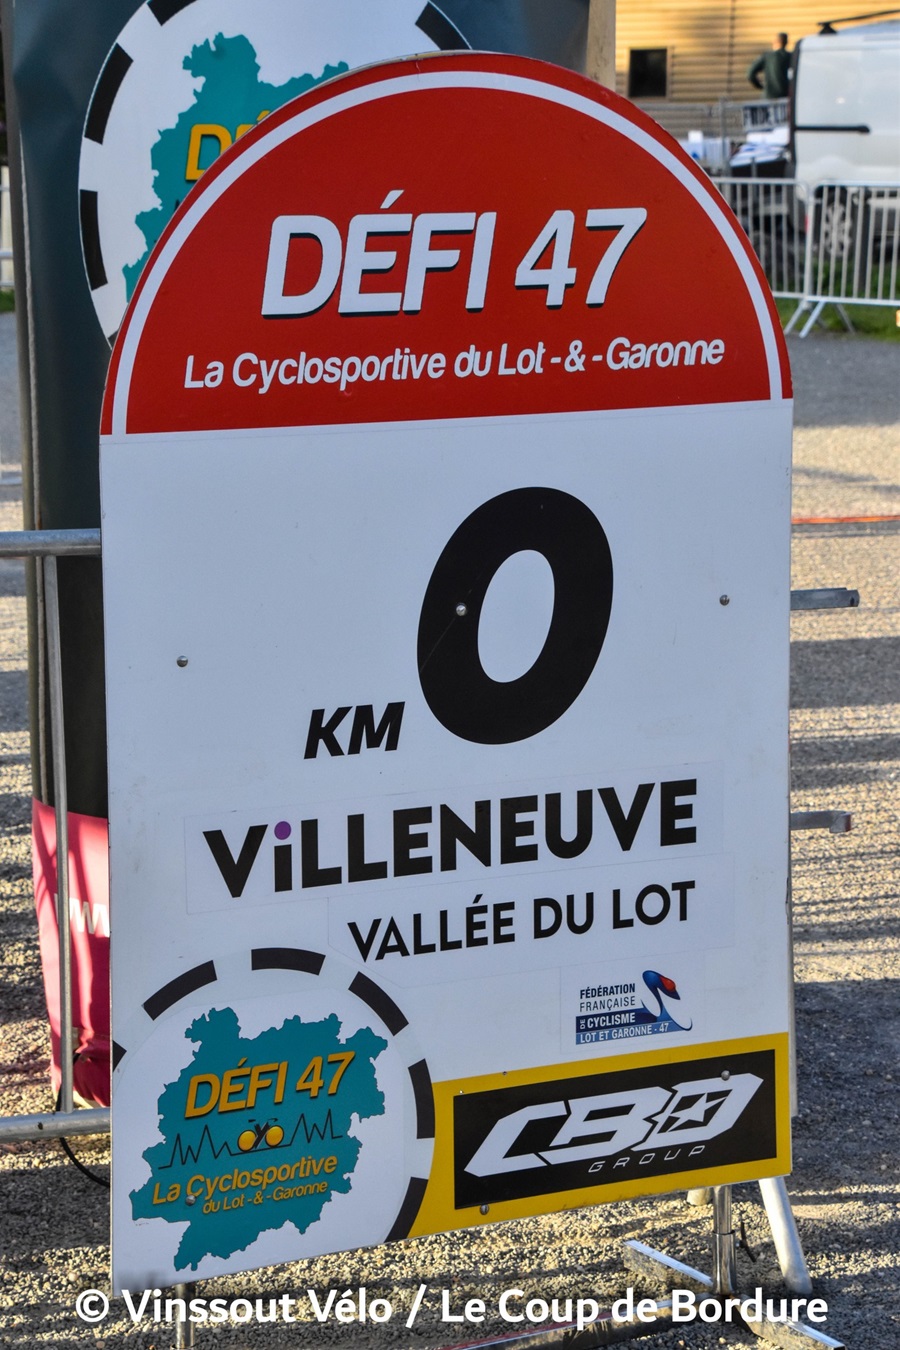 DÉFI 47
La Cyclosportive du Lot-&-Garonne
KM 0
ViLLENEUVE
VALLÉE DU LOT
FÉDÉRATION
FRANÇAISE
DE CYCLISME
LOT ET GARONNE - 47
DÉFI 47
La Cyclosportive
du Lot-&-Garonne
CBO
GROUP
© Vinssout Vélo / Le Coup de Bordure